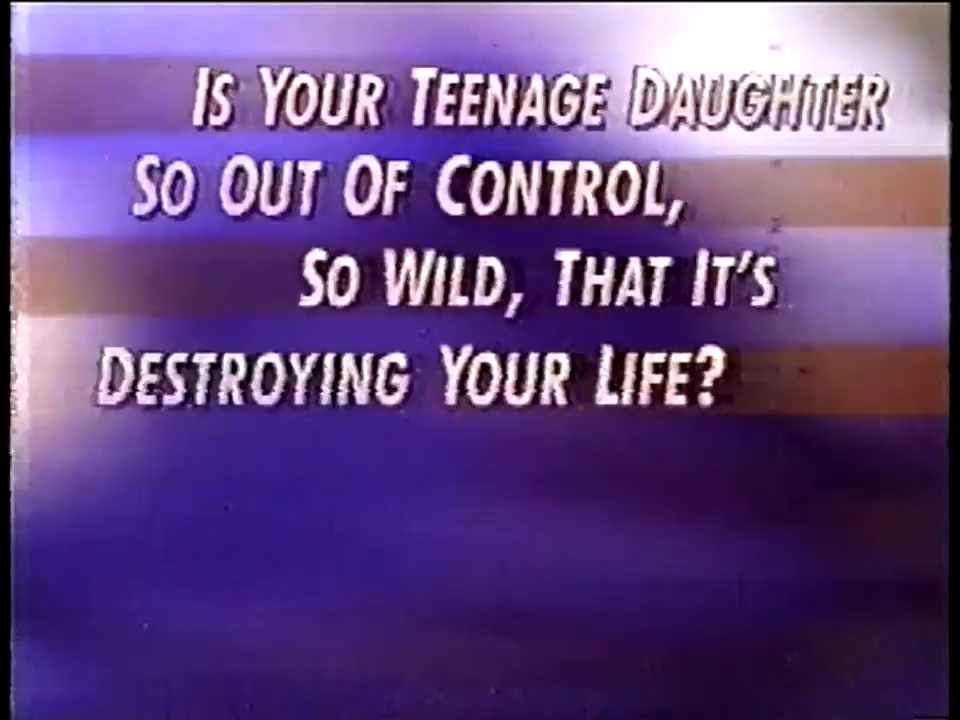 Is Your Teenage Daughter
So Out Of Control,
So Wild, That It's
Destroying Your Life?